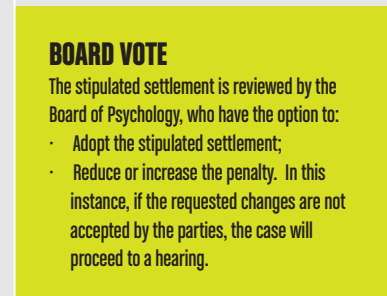 BOARD VOTE
The stipulated settlement is reviewed by the
Board of Psychology, who have the option to:
· Adopt the stipulated settlement;
· Reduce or increase the penalty. In this
instance, if the requested changes are not
accepted by the parties, the case will
proceed to a hearing.